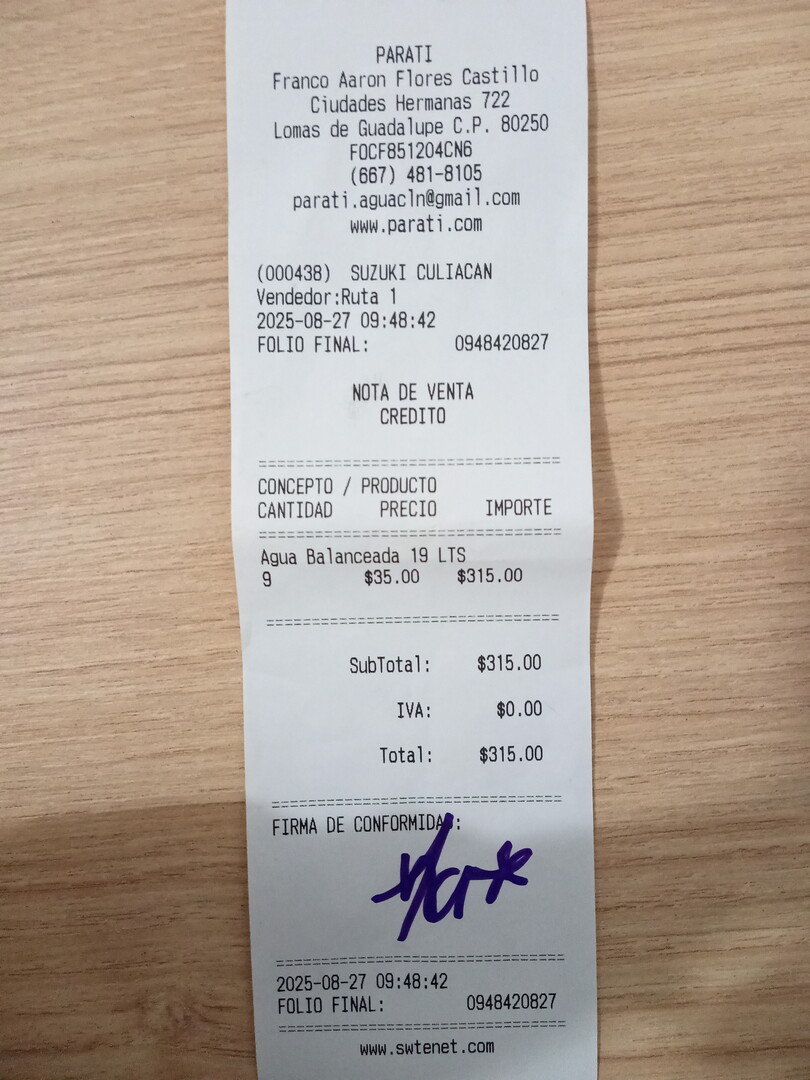 PARATI
Franco Aaron Flores Castillo
Ciudades Hermanas 722
Lomas de Guadalupe C.P. 80250
FOCF851204CN6
(667) 481-8105
parati.aguacln@gmail.com
www.parati.com
(000438) SUZUKI CULIACAN
Vendedor:Ruta 1
2025-08-27 09:48:42
FOLIO FINAL: 0948420827
NOTA DE VENTA
CREDITO
CONCEPTO / PRODUCTO
CANTIDAD PRECIO IMPORTE
Agua Balanceada 19 LTS
9 $35.00 $315.00
SubTotal: $315.00
IVA: $0.00
Total: $315.00
FIRMA DE CONFORMIDAD:
2025-08-27 09:48:42
FOLIO FINAL: 0948420827
www.swtenet.com